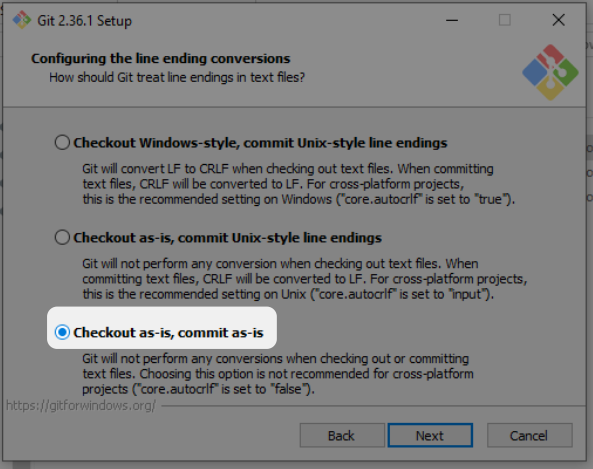 Git 2.36.1 Setup
Configuring the line ending conversions
How should Git treat line endings in text files?
Checkout Windows-style, commit Unix-style line endings
Git will convert LF to CRLF when checking out text files. When committing
text files, CRLF will be converted to LF. For cross-platform projects,
this is the recommended setting on Windows ("core.autocrlf" is set to "true").
Checkout as-is, commit Unix-style line endings
Git will not perform any conversion when checking out text files. When
committing text files, CRLF will be converted to LF. For cross-platform projects,
this is the recommended setting on Unix ("core.autocrlf" is set to "input").
Checkout as-is, commit as-is
Git will not perform any conversions when checking out or committing
text files. Choosing this option is not recommended for cross-platform
projects ("core.autocrlf" is set to "false").
https://gitforwindows.org/
Back Next Cancel